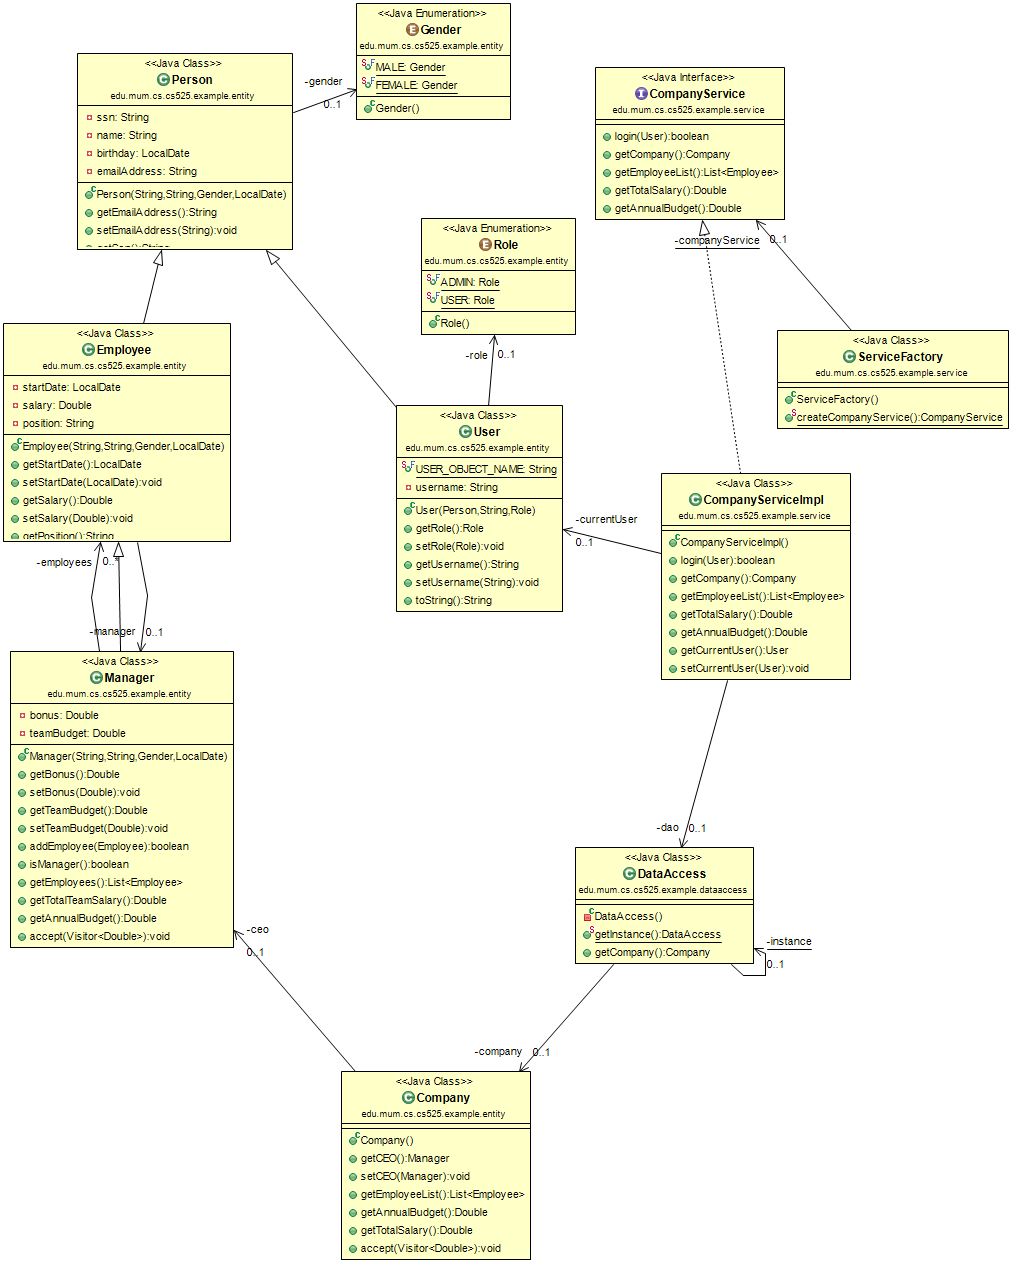 <<Java Enumeration>>
Gender
edu.mum.cs.cs525.example.entity
MALE: Gender
FEMALE: Gender
Gender()
<<Java Class>>
Person
edu.mum.cs.cs525.example.entity
ssn: String
name: String
birthday: LocalDate
emailAddress: String
Person(String,String,Gender,LocalDate)
getEmailAddress():String
setEmailAddress(String):void
getSsn():String
-gender
0..1
<<Java Interface>>
CompanyService
edu.mum.cs.cs525.example.service
login(User):boolean
getCompany():Company
getEmployeeList():List<Employee>
getTotalSalary():Double
getAnnualBudget():Double
-companyService
0..1
<<Java Enumeration>>
Role
edu.mum.cs.cs525.example.entity
ADMIN: Role
USER: Role
Role()
-role
0..1
<<Java Class>>
Employee
edu.mum.cs.cs525.example.entity
startDate: LocalDate
salary: Double
position: String
Employee(String,String,Gender,LocalDate)
getStartDate():LocalDate
setStartDate(LocalDate):void
getSalary():Double
setSalary(Double):void
getPosition():String
<<Java Class>>
ServiceFactory
edu.mum.cs.cs525.example.service
ServiceFactory()
createCompanyService():CompanyService
<<Java Class>>
User
edu.mum.cs.cs525.example.entity
USER_OBJECT_NAME: String
username: String
User(Person,String,Role)
getRole():Role
setRole(Role):void
getUsername():String
setUsername(String):void
toString():String
-currentUser
0..1
<<Java Class>>
CompanyServiceImpl
edu.mum.cs.cs525.example.service
CompanyServiceImpl()
login(User):boolean
getCompany():Company
getEmployeeList():List<Employee>
getTotalSalary():Double
getAnnualBudget():Double
getCurrentUser():User
setCurrentUser(User):void
-employees
0..*
-manager
0..1
<<Java Class>>
Manager
edu.mum.cs.cs525.example.entity
bonus: Double
teamBudget: Double
Manager(String,String,Gender,LocalDate)
getBonus():Double
setBonus(Double):void
getTeamBudget():Double
setTeamBudget(Double):void
addEmployee(Employee):boolean
isManager():boolean
getEmployees():List<Employee>
getTotalTeamSalary():Double
getAnnualBudget():Double
accept(Visitor<Double>):void
-dao
0..1
<<Java Class>>
DataAccess
edu.mum.cs.cs525.example.dataaccess
DataAccess()
getInstance():DataAccess
getCompany():Company
-instance
0..1
-ceo
0..1
-company
0..1
<<Java Class>>
Company
edu.mum.cs.cs525.example.entity
Company()
getCEO():Manager
setCEO(Manager):void
getEmployeeList():List<Employee>
getAnnualBudget():Double
getTotalSalary():Double
accept(Visitor<Double>):void